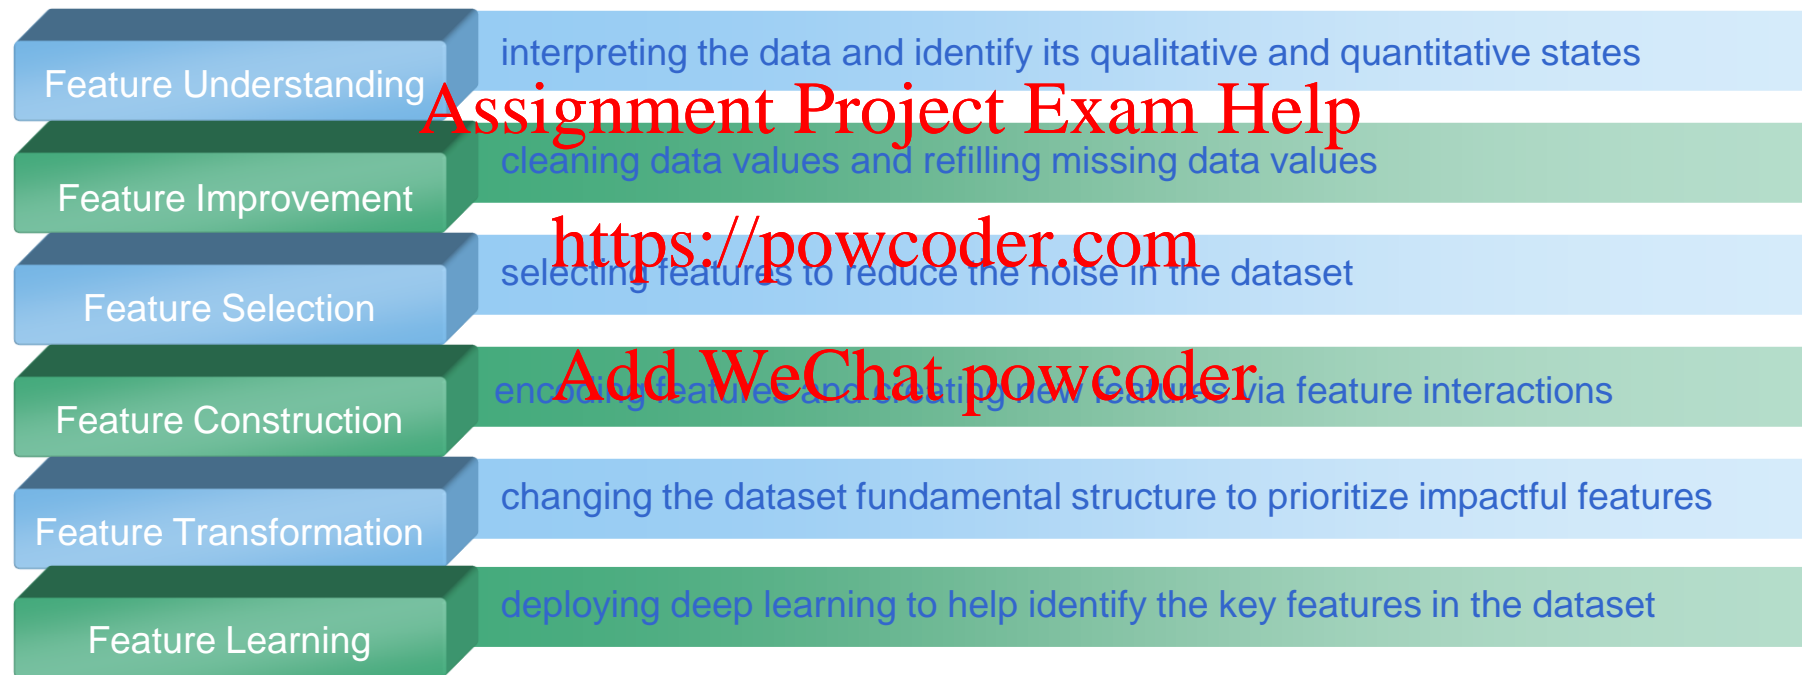 Feature Understanding
interpreting the data and identify its qualitative and quantitative states
Assignment Project Exam Help
Feature Improvement
cleaning data values and refilling missing data values
https://powcoder.com
Feature Selection
selecting features to reduce the noise in the dataset
Add WeChat powcoder
Feature Construction
encoding features and creating new features via feature interactions
Feature Transformation
changing the dataset fundamental structure to prioritize impactful features
Feature Learning
deploying deep learning to help identify the key features in the dataset